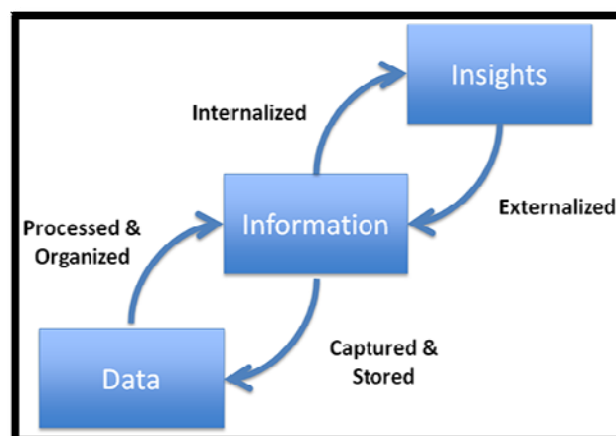 Insights
Internalized
Externalized
Information
Processed &
Organized
Captured &
Stored
Data